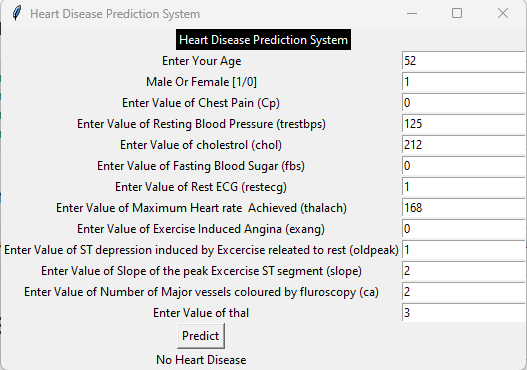 Heart Disease Prediction System
Heart Disease Prediction System
Enter Your Age 52
Male Or Female [1/0] 1
Enter Value of Chest Pain (Cp) 0
Enter Value of Resting Blood Pressure (trestbps) 125
Enter Value of cholestrol (chol) 212
Enter Value of Fasting Blood Sugar (fbs) 0
Enter Value of Rest ECG (restecg) 1
Enter Value of Maximum Heart rate Achieved (thalach) 168
Enter Value of Exercise Induced Angina (exang) 0
Enter Value of ST depression induced by Excercise releated to rest (oldpeak) 1
Enter Value of Slope of the peak Excercise ST segment (slope) 2
Enter Value of Number of Major vessels coloured by fluroscopy (ca) 2
Enter Value of thal 3
Predict
No Heart Disease